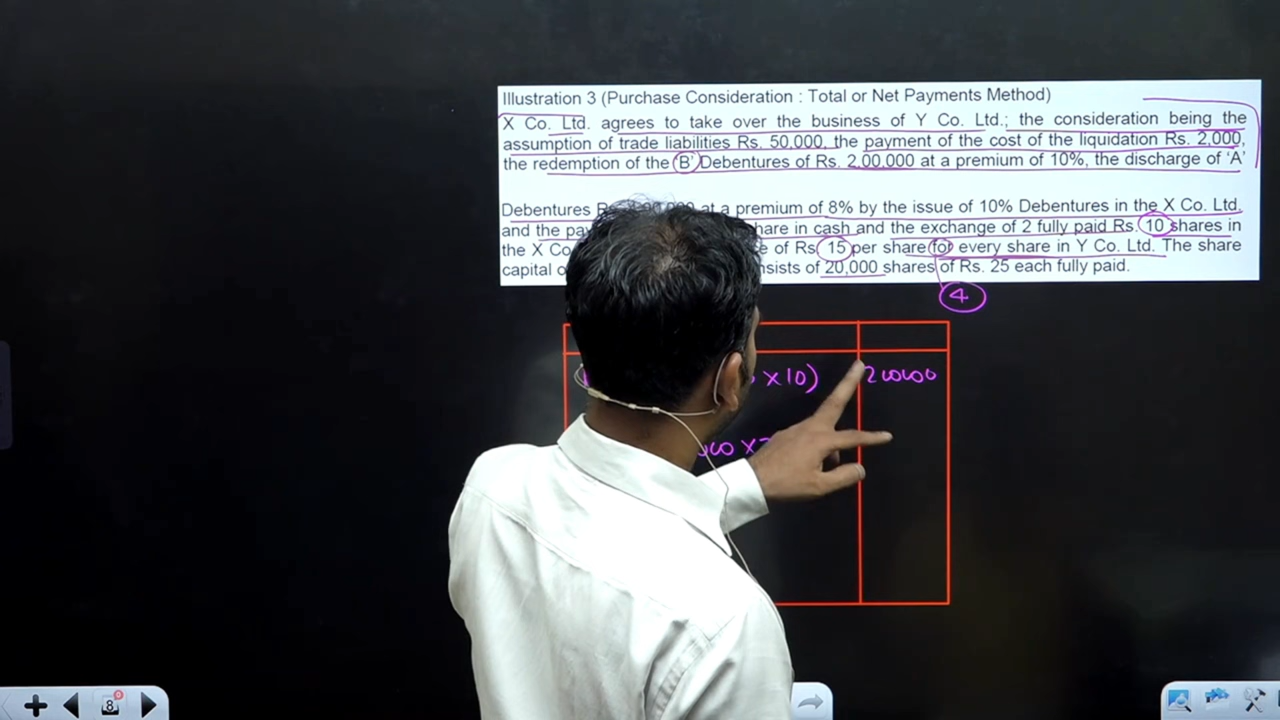 Illustration 3 (Purchase Consideration : Total or Net Payments Method)
X Co. Ltd. agrees to take over the business of Y Co. Ltd.; the consideration being the
assumption of trade liabilities Rs. 50,000, the payment of the cost of the liquidation Rs. 2,000,
the redemption of the 'B' Debentures of Rs. 2,00,000 at a premium of 10%, the discharge of 'A'
Debentures at a premium of 8% by the issue of 10% Debentures in the X Co. Ltd.
and the share in cash and the exchange of 2 fully paid Rs. 10 shares in
the X Co of Rs 15 per share for every share in Y Co. Ltd. The share
capital of 20,000 shares of Rs. 25 each fully paid.
4
x10) 200000
8